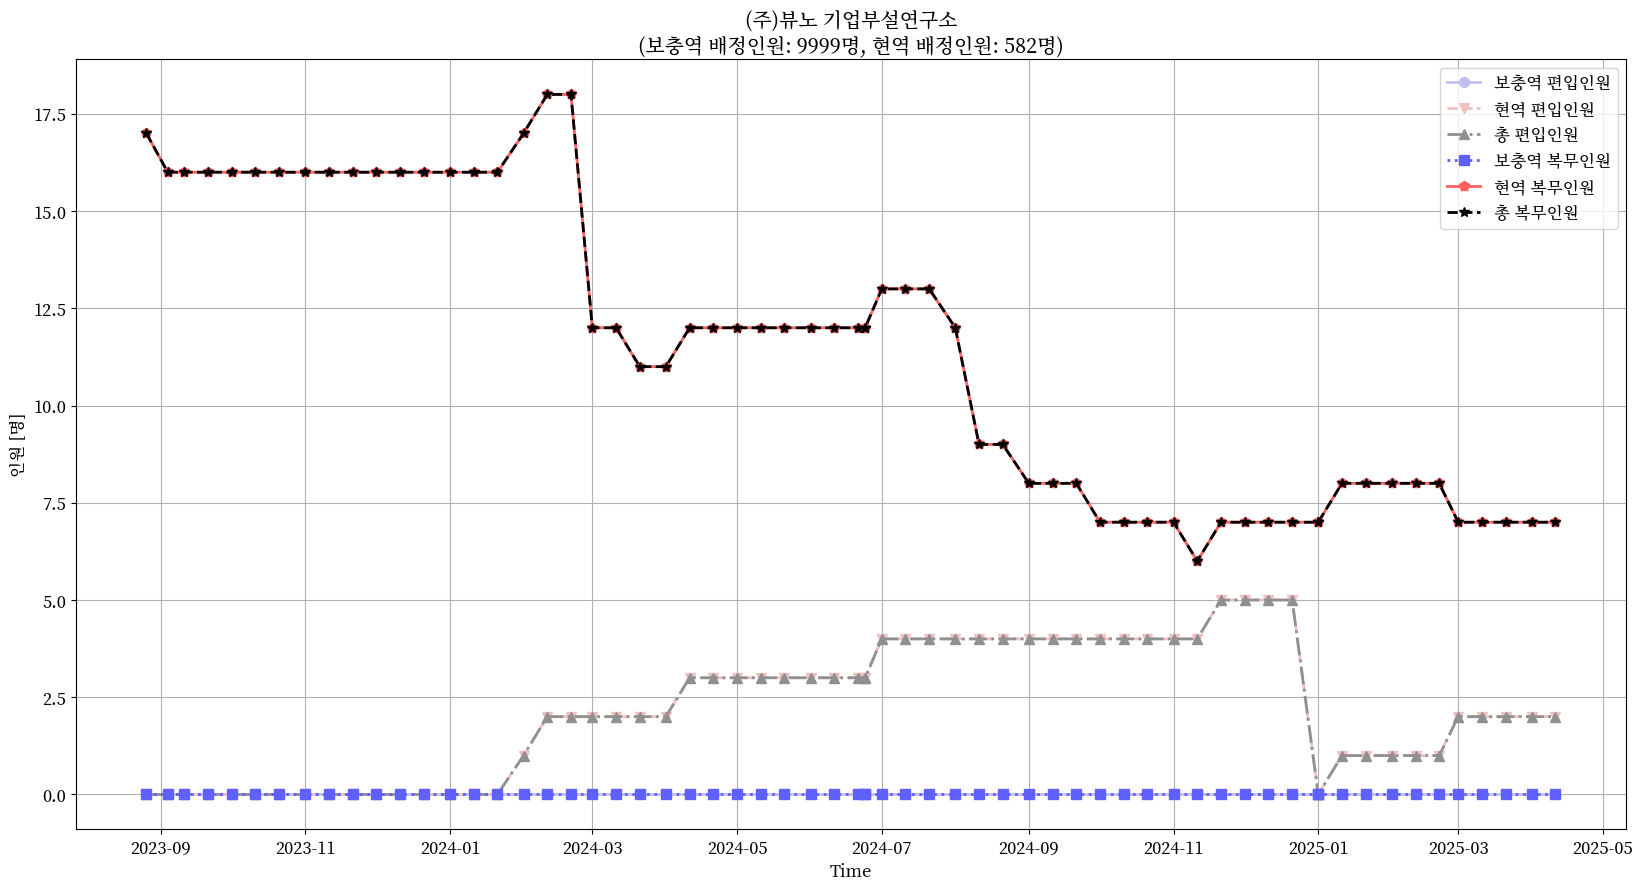 (주)뷰노 기업부설연구소
(보충역 배정인원: 9999명, 현역 배정인원: 582명)
보충역 편입인원
현역 편입인원
총 편입인원
보충역 복무인원
현역 복무인원
총 복무인원
17.5
15.0
12.5
10.0
7.5
5.0
2.5
0.0
인원 [명]
2023-09 2023-11 2024-01 2024-03 2024-05 2024-07 2024-09 2024-11 2025-01 2025-03 2025-05
Time